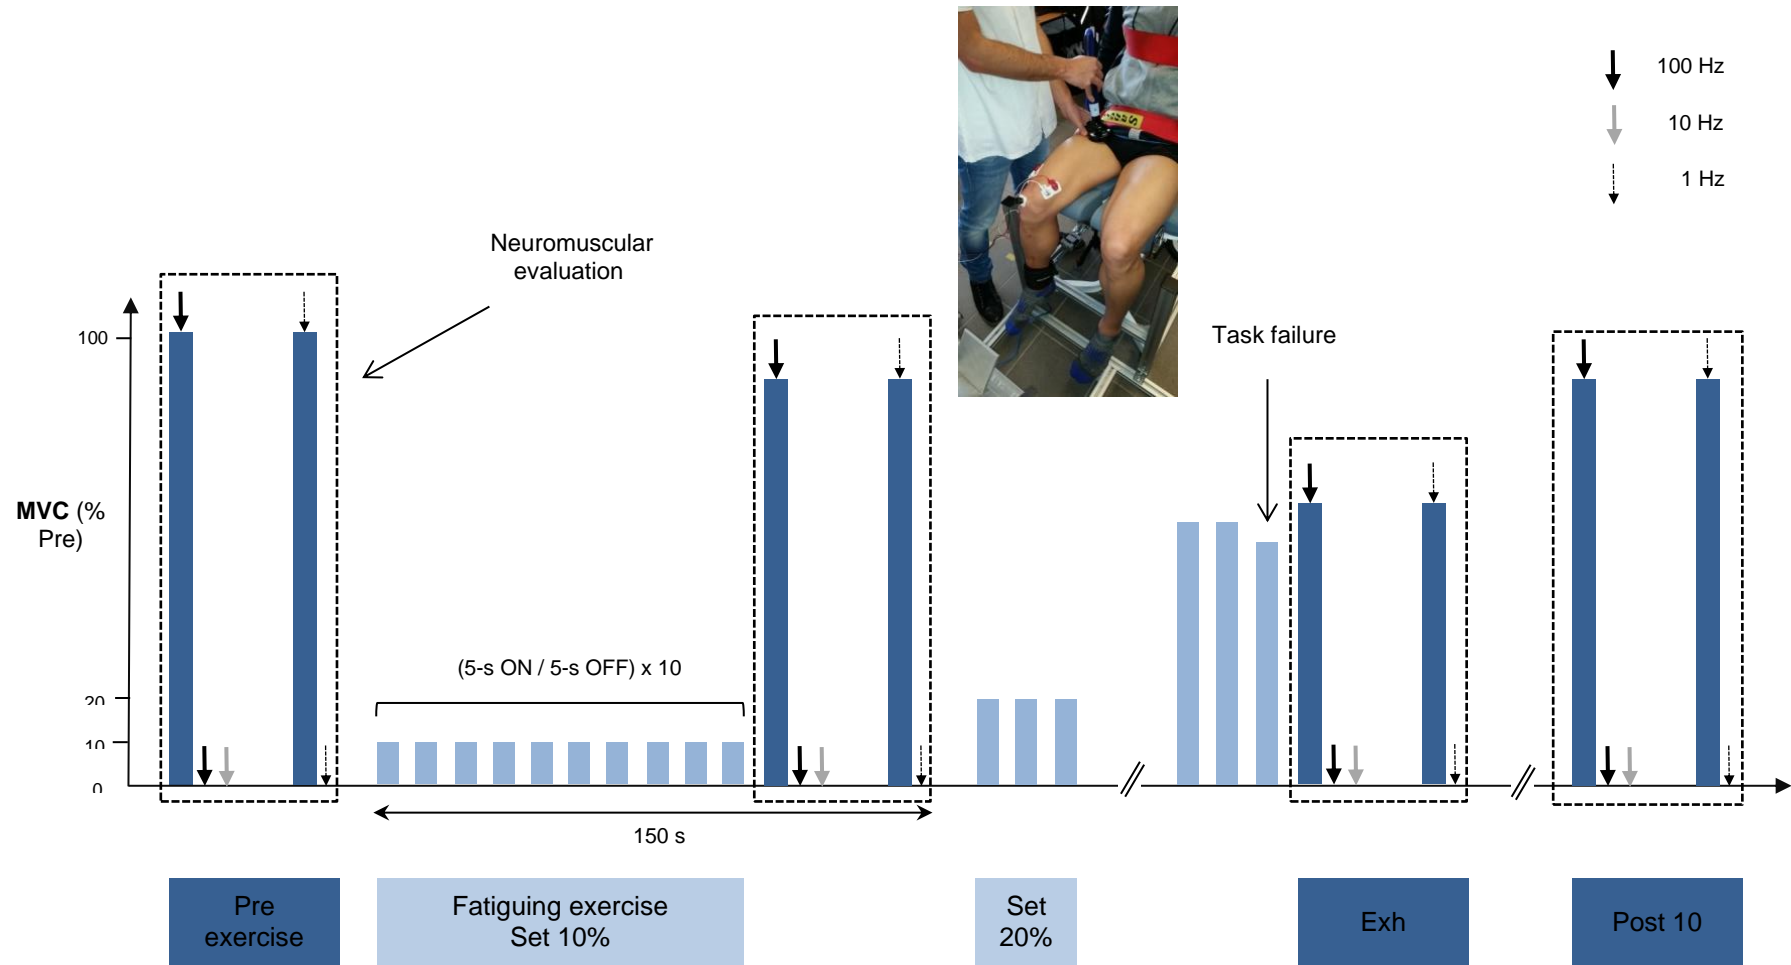 100 Hz
10 Hz
1 Hz
Neuromuscular
evaluation
Task failure
100
MVC (%
Pre)
(5-s ON / 5-s OFF) x 10
20
10
0
150 s
Pre
exercise
Fatiguing exercise
Set 10%
Set
20%
Exh
Post 10